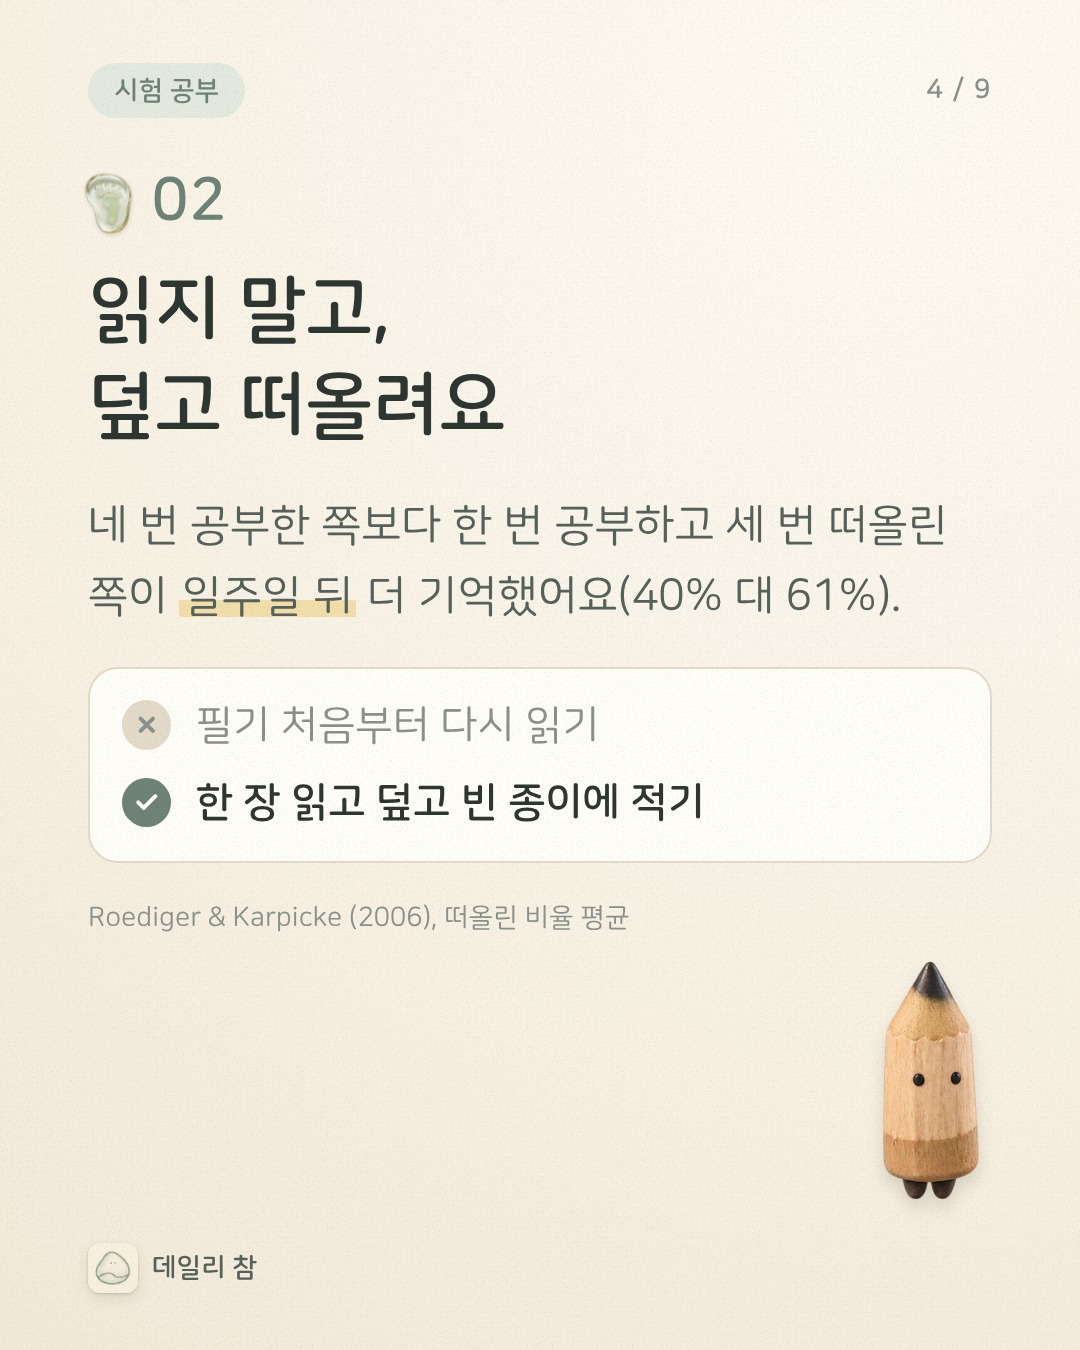 시험 공부
4 / 9
02
읽지 말고,
덮고 떠올려요
네 번 공부한 쪽보다 한 번 공부하고 세 번 떠올린
쪽이 일주일 뒤 더 기억했어요(40% 대 61%).
필기 처음부터 다시 읽기
한 장 읽고 덮고 빈 종이에 적기
Roediger & Karpicke (2006), 떠올린 비율 평균
데일리 참